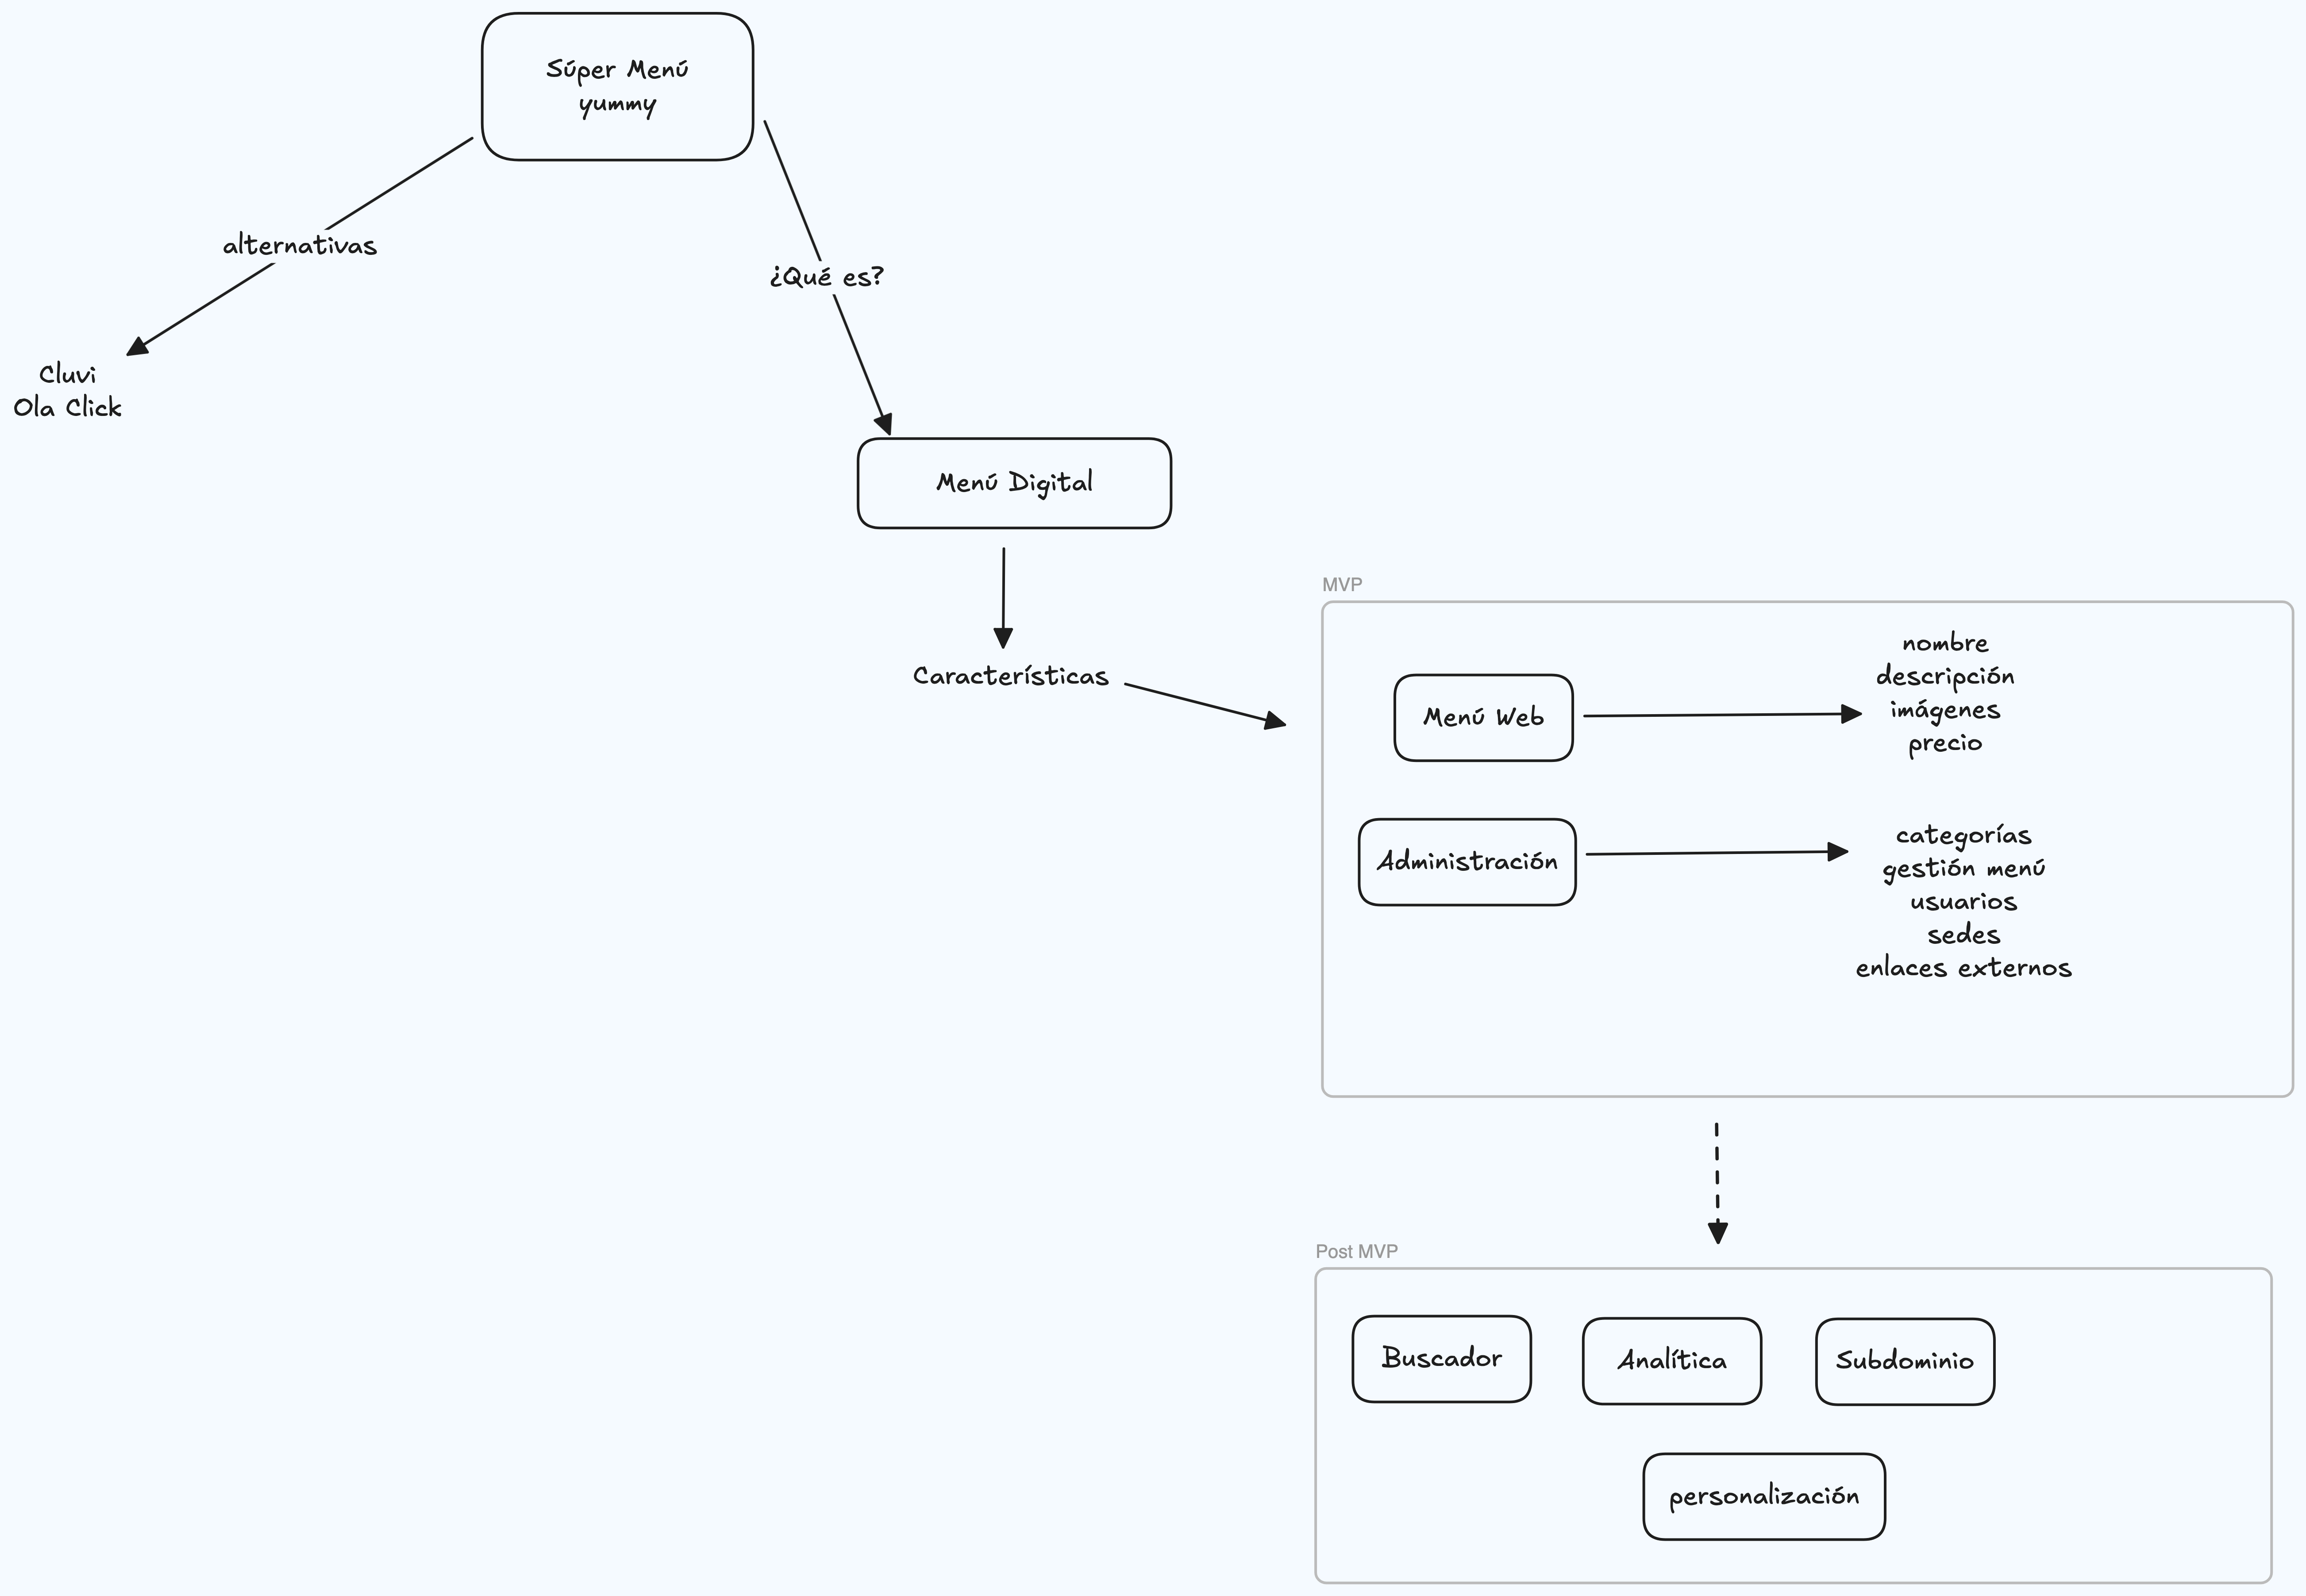 Súper Menú
yummy
alternativas
¿Qué es?
Cluvi
Ola Click
Menú Digital
Características
MVP
Menú Web
nombre
descripción
imágenes
precio
Administración
categorías
gestión menú
usuarios
sedes
enlaces externos
Post MVP
Buscador
Analítica
Subdominio
personalización